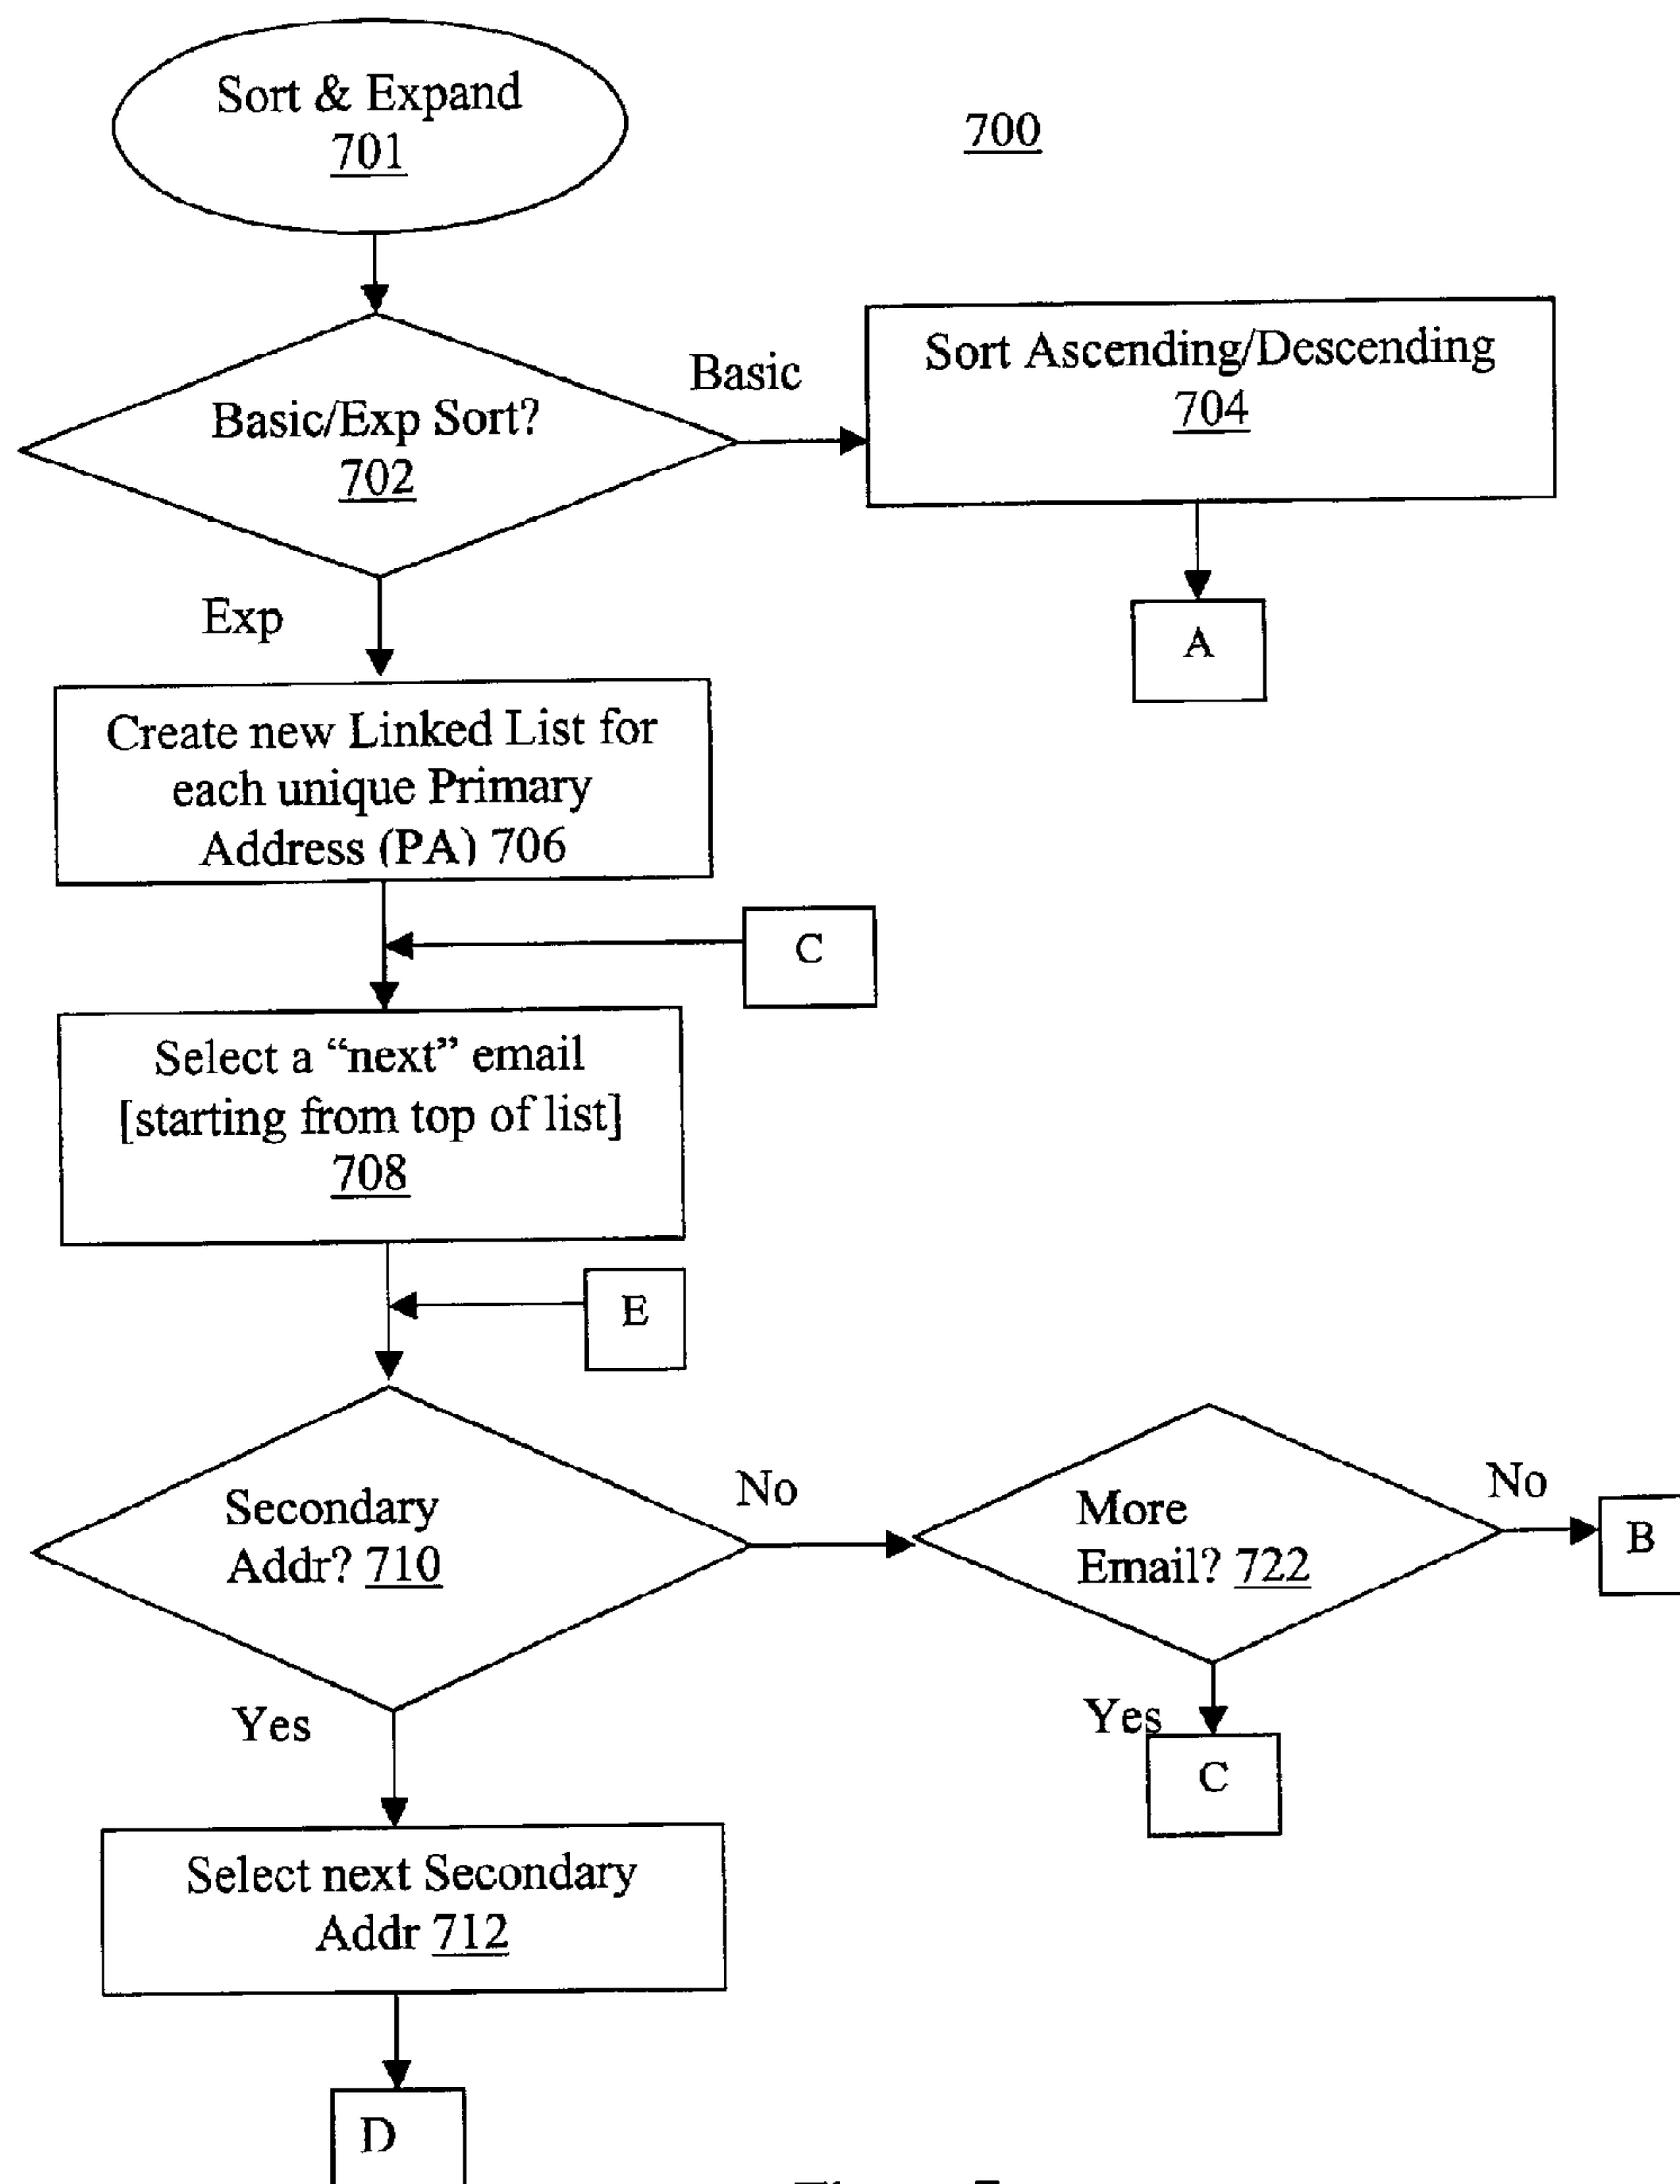 Sort & Expand
701
700
Basic/Exp Sort?
702
Basic
Sort Ascending/Descending
704
A
Exp
Create new Linked List for
each unique Primary
Address (PA) 706
C
Select a “next” email
[starting from top of list]
708
E
Secondary
Addr? 710
No
More
Email? 722
No
B
Yes
Yes
C
Select next Secondary
Addr 712
D